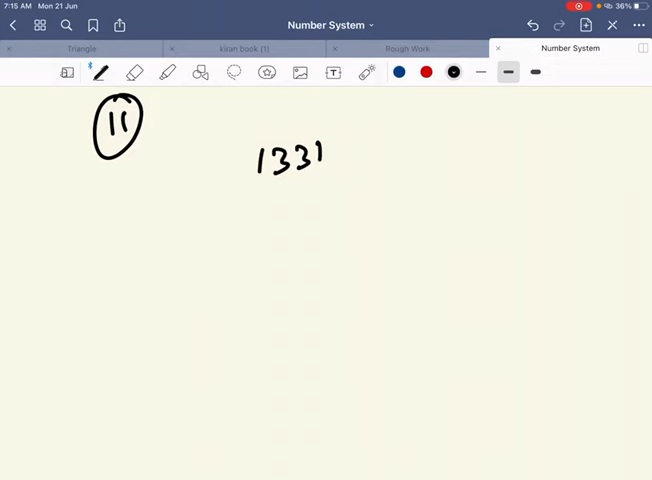 7:15 AM Mon 21 Jun
36%
Number System
Triangle
kiran book (1)
Rough Work
Number System
T
11
1331